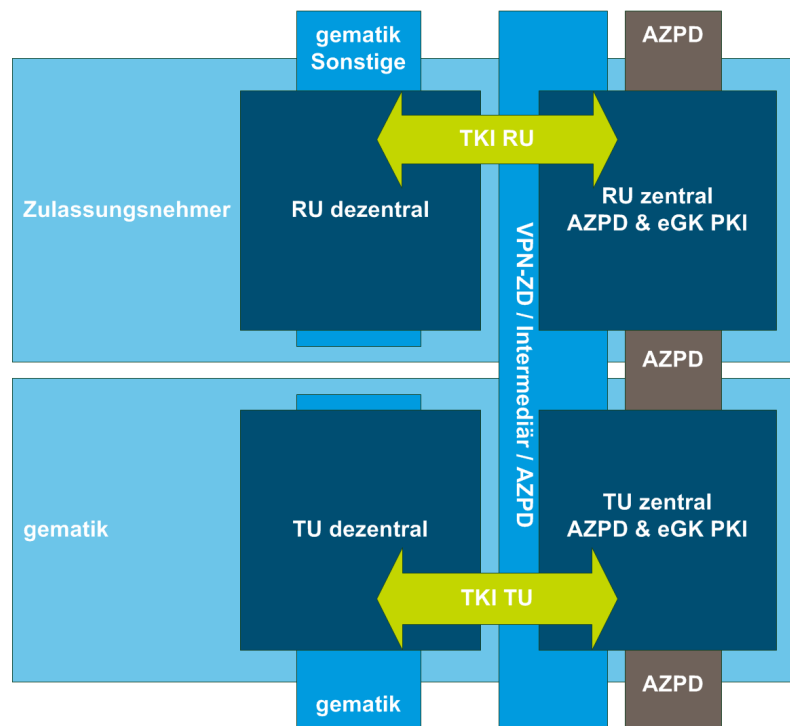 gematik
Sonstige
AZPD
TKI RU
Zulassungsnehmer
RU dezentral
RU zentral
AZPD & eGK PKI
VPN-ZD / Intermediär / AZPD
AZPD
gematik
TU dezentral
TU zentral
AZPD & eGK PKI
TKI TU
gematik
AZPD